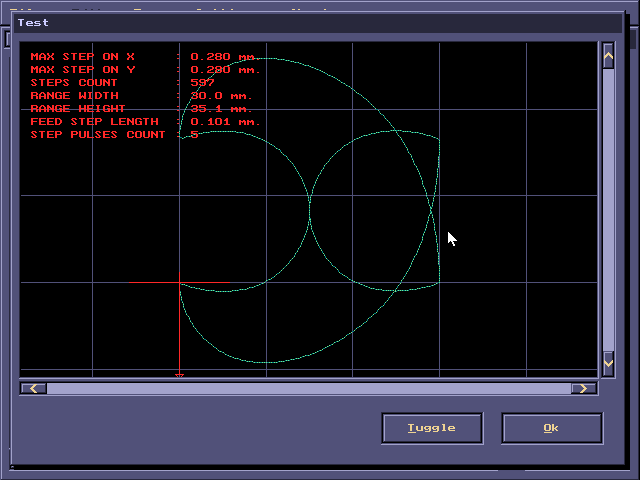 Test
MAX STEP ON X : 0.280 mm.
MAX STEP ON Y : 0.280 mm.
STEPS COUNT : 597
RANGE WIDTH : 30.0 mm.
RANGE HEIGHT : 35.1 mm.
FEED STEP LENGTH : 0.101 mm.
STEP PULSES COUNT : 5
Tuggle
Ok